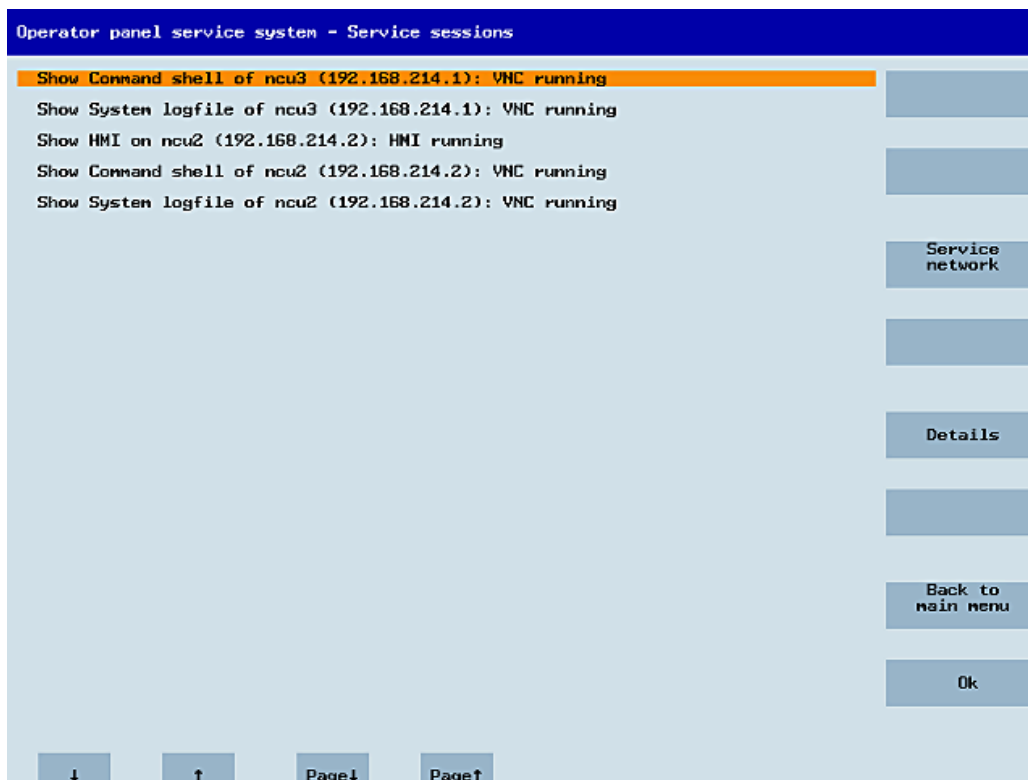 Operator panel service system - Service sessions
Show Command shell of ncu3 (192.168.214.1): VNC running
Show System logfile of ncu3 (192.168.214.1): VNC running
Show HMI on ncu2 (192.168.214.2): HMI running
Show Command shell of ncu2 (192.168.214.2): VNC running
Show System logfile of ncu2 (192.168.214.2): VNC running
Service
network
Details
Back to
main menu
Ok
↓ ↑ Page↓ Page↑